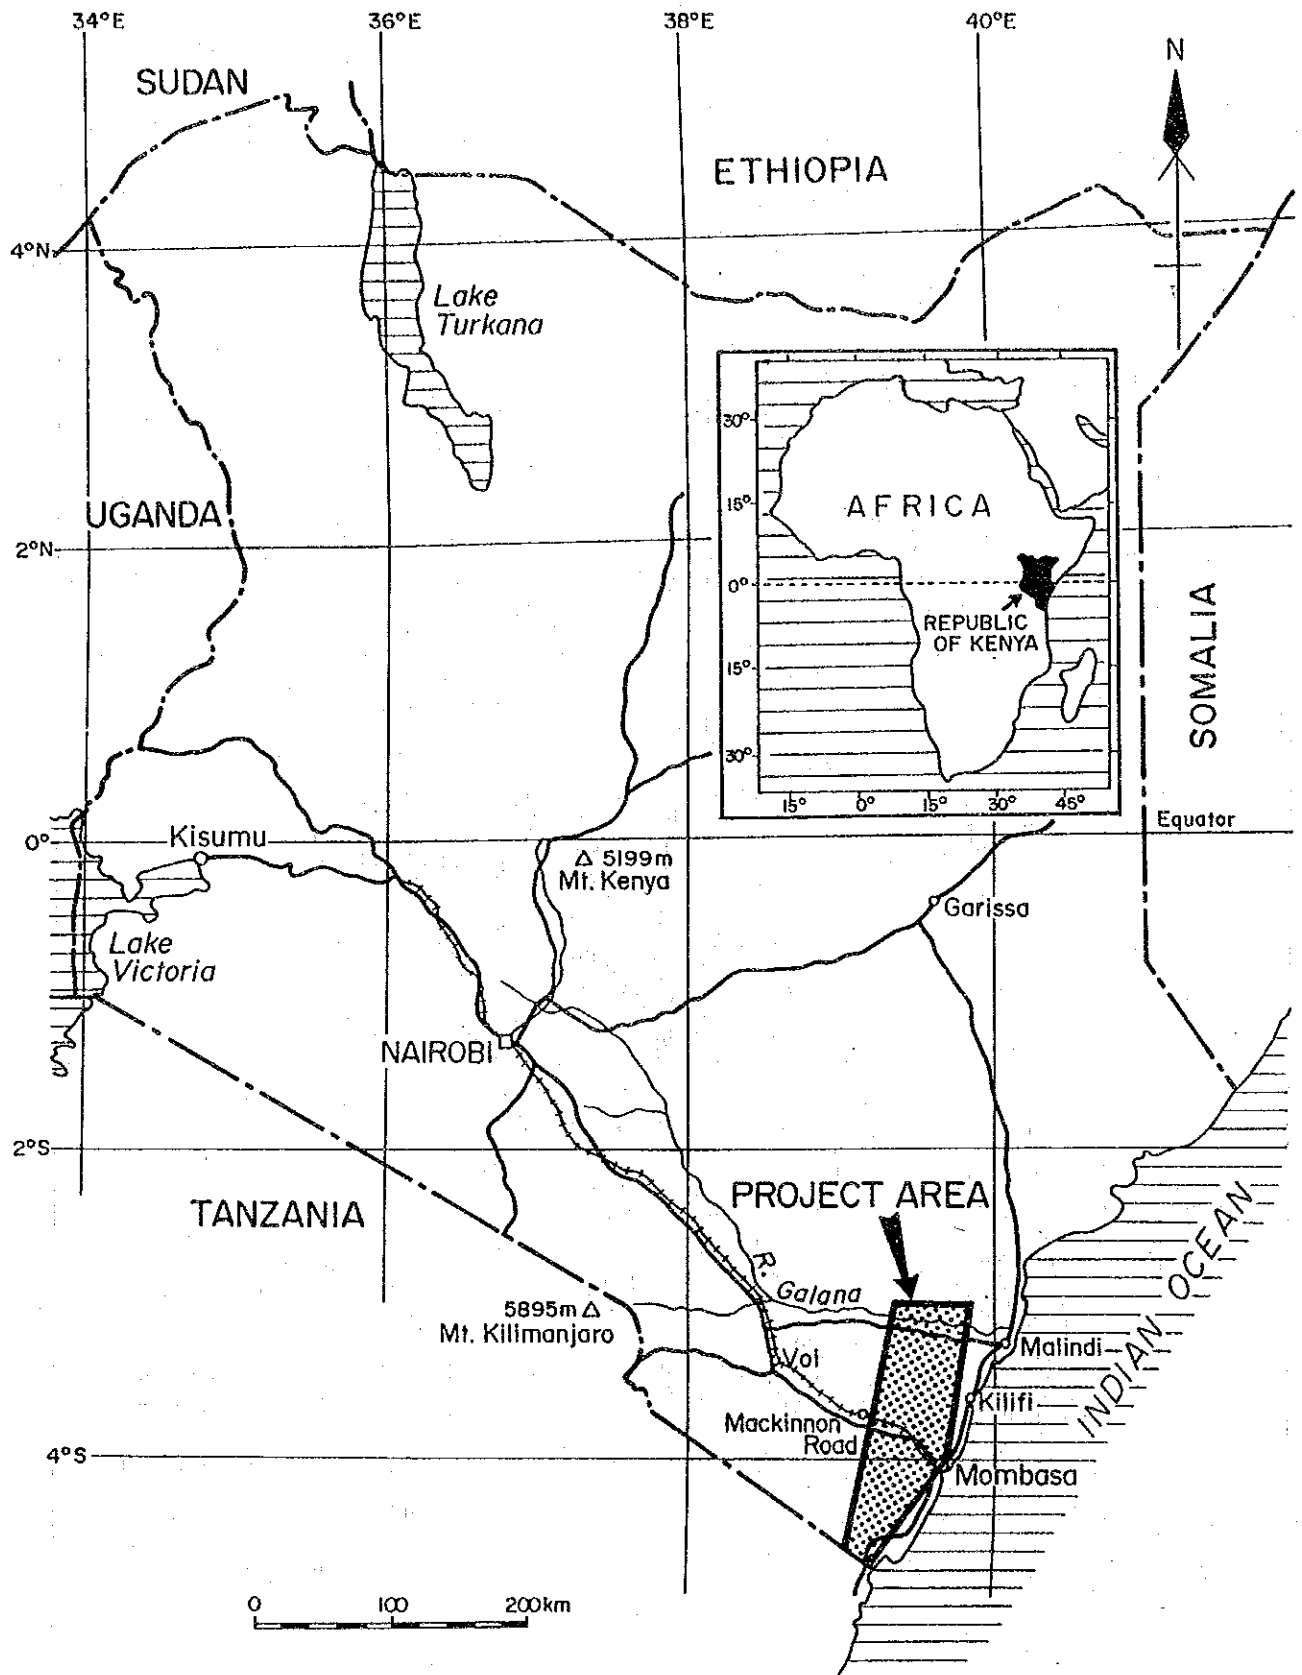 34°E 36°E 38°E 40°E
N
SUDAN
ETHIOPIA
4°N
Lake
Turkana
30°
15°
AFRICA
0°
REPUBLIC
OF KENYA
15°
30°
15° 0° 15° 30° 45°
UGANDA
2°N
SOMALIA
Equator
0°
Kisumu
△ 5199m
Mt. Kenya
Garissa
Lake
Victoria
NAIROBI
2°S
TANZANIA
PROJECT AREA
R. Galana
5895m △
Mt. Kilimanjaro
Voi
Malindi
Kilifi
Mackinnon
Road
INDIAN OCEAN
4°S
Mombasa
0 100 200km